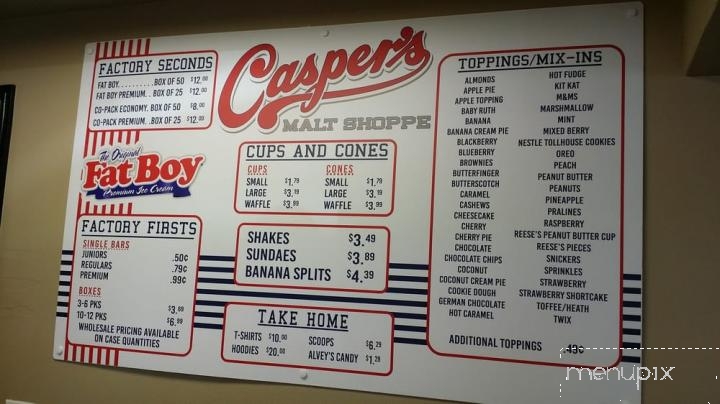 FACTORY SECONDS
FAT BOY..........BOX OF 50 $12.00
FAT BOY PREMIUM..BOX OF 25 $12.00
CO-PACK ECONOMY.BOX OF 50 $8.00
CO-PACK PREMIUM..BOX OF 25 $12.00
The Original
Fat Boy
Premium Ice Cream
FACTORY FIRSTS
SINGLE BARS
JUNIORS .50¢
REGULARS .79¢
PREMIUM .99¢
BOXES
3-6 PKS $3.69
10-12 PKS $6.99
WHOLESALE PRICING AVAILABLE
ON CASE QUANTITIES
Casper's
MALT SHOPPE
CUPS AND CONES
CUPS CONES
SMALL $1.79 SMALL $1.79
LARGE $3.19 LARGE $3.19
WAFFLE $3.99 WAFFLE $3.99
SHAKES $3.49
SUNDAES $3.89
BANANA SPLITS $4.39
TAKE HOME
T-SHIRTS $10.00 SCOOPS $6.29
HOODIES $20.00 ALVEY'S CANDY $1.29
TOPPINGS/MIX-INS
ALMONDS
APPLE PIE
APPLE TOPPING
BABY RUTH
BANANA
BANANA CREAM PIE
BLACKBERRY
BLUEBERRY
BROWNIES
BUTTERFINGER
BUTTERSCOTCH
CARAMEL
CASHEWS
CHEESECAKE
CHERRY
CHERRY PIE
CHOCOLATE
CHOCOLATE CHIPS
COCONUT
COCONUT CREAM PIE
COOKIE DOUGH
GERMAN CHOCOLATE
HOT CARAMEL
HOT FUDGE
KIT KAT
M&MS
MARSHMALLOW
MINT
MIXED BERRY
NESTLE TOLLHOUSE COOKIES
OREO
PEACH
PEANUT BUTTER
PEANUTS
PINEAPPLE
PRALINES
RASPBERRY
REESE'S PEANUT BUTTER CUP
REESE'S PIECES
SNICKERS
SPRINKLES
STRAWBERRY
STRAWBERRY SHORTCAKE
TOFFEE/HEATH
TWIX
ADDITIONAL TOPPINGS .49¢
menupix